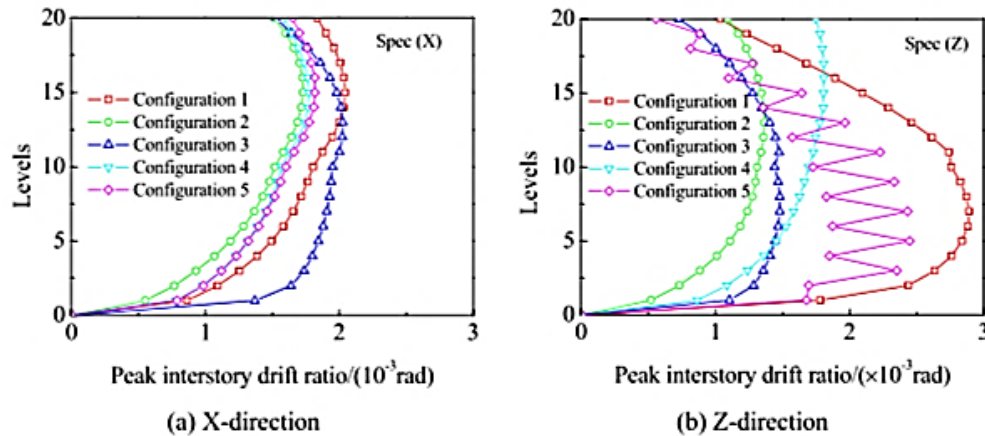 20
15
10
5
0
Levels
Spec (X)
Configuration 1
Configuration 2
Configuration 3
Configuration 4
Configuration 5
0
1
2
3
Peak interstory drift ratio/(10⁻³rad)
(a) X-direction
20
15
10
5
0
Levels
Spec (Z)
Configuration 1
Configuration 2
Configuration 3
Configuration 4
Configuration 5
0
1
2
3
Peak interstory drift ratio/(×10⁻³rad)
(b) Z-direction